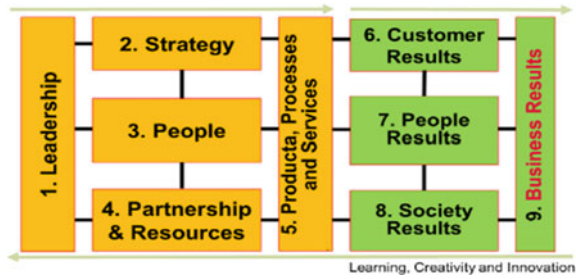 1. Leadership
2. Strategy
3. People
4. Partnership
& Resources
5. Producta, Processes
and Services
6. Customer
Results
7. People
Results
8. Society
Results
9. Business Results
Learning, Creativity and Innovation